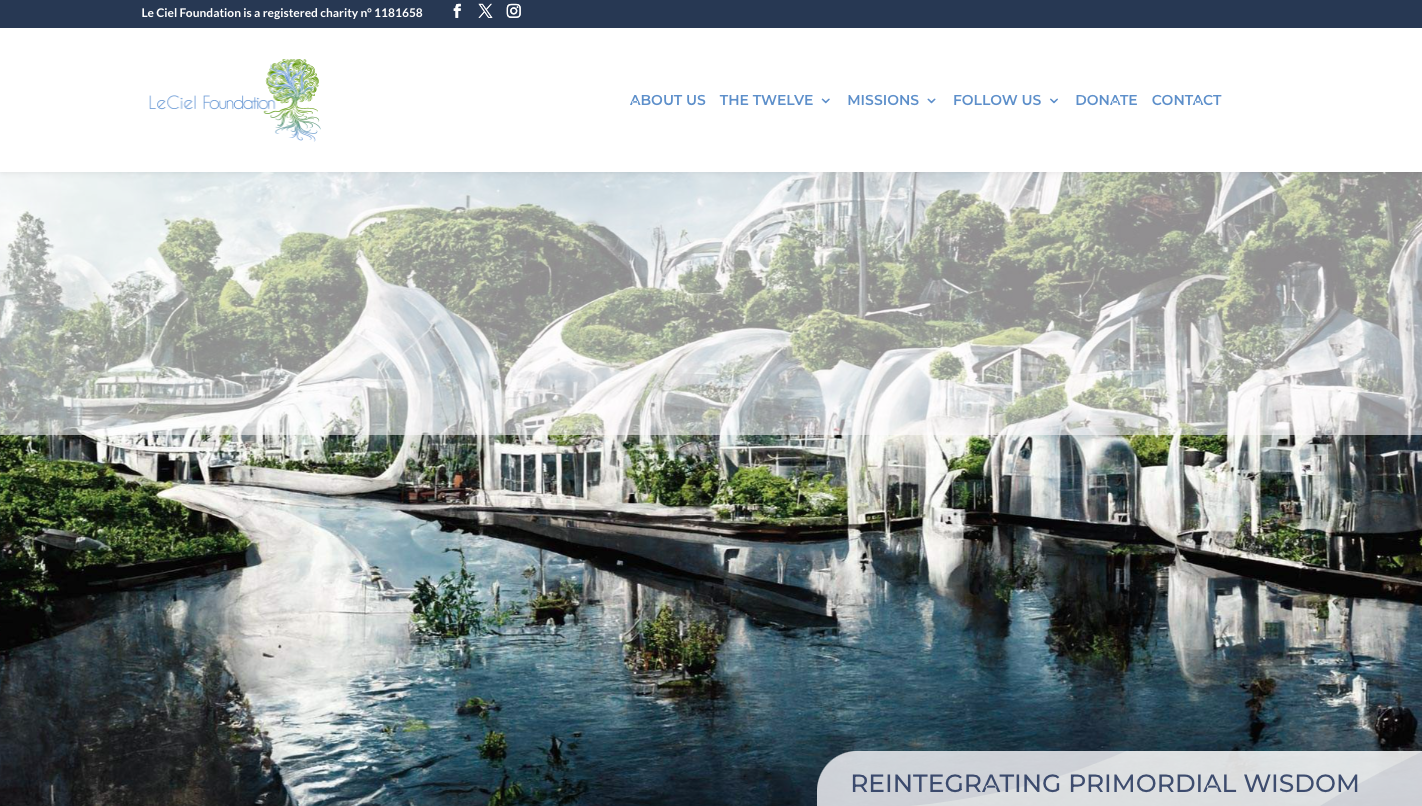 Le Ciel Foundation is a registered charity n° 1181658
LeCiel Foundation
ABOUT US THE TWELVE MISSIONS FOLLOW US DONATE CONTACT
REINTEGRATING PRIMORDIAL WISDOM